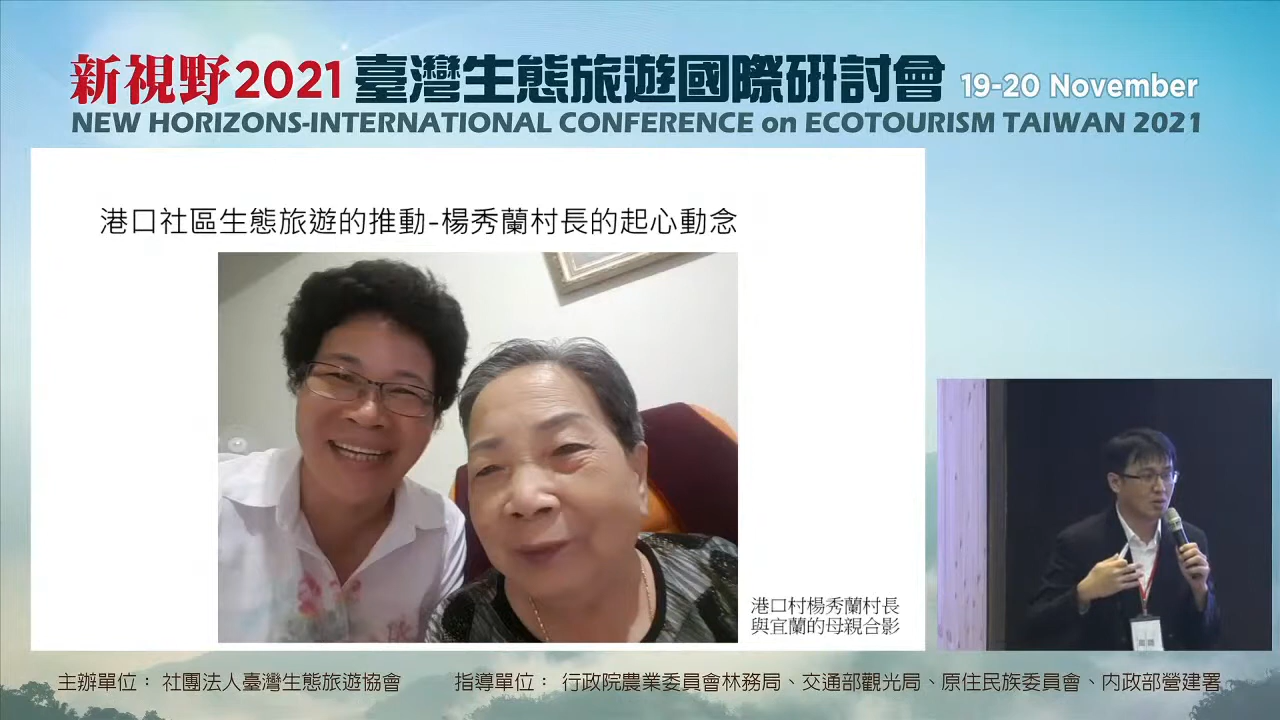 新視野2021臺灣生態旅遊國際研討會 19-20 November
NEW HORIZONS-INTERNATIONAL CONFERENCE on ECOTOURISM TAIWAN 2021
港口社區生態旅遊的推動-楊秀蘭村長的起心動念
港口村楊秀蘭村長
與宜蘭的母親合影
主辦單位： 社團法人臺灣生態旅遊協會 指導單位： 行政院農業委員會林務局、交通部觀光局、原住民族委員會、內政部營建署